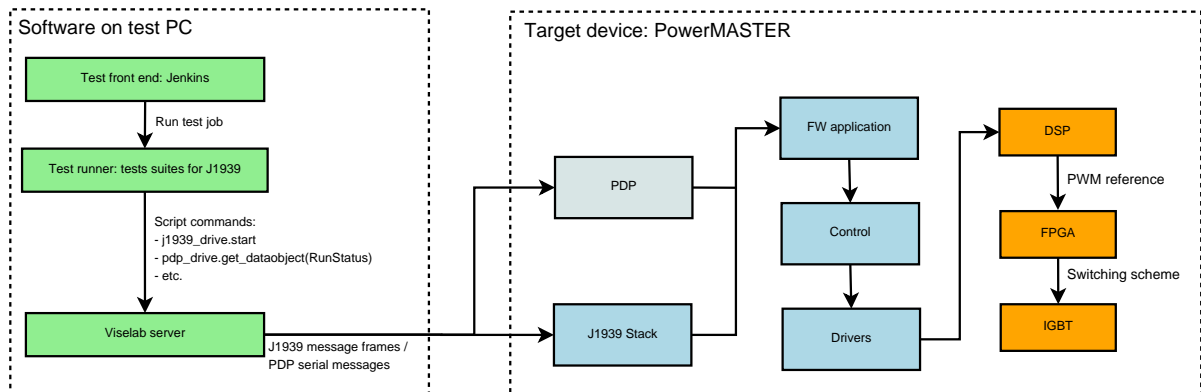 Software on test PC
Test front end: Jenkins
Run test job
Test runner: tests suites for J1939
Script commands:
- j1939_drive.start
- pdp_drive.get_dataobject(RunStatus)
- etc.
Viselab server
J1939 message frames /
PDP serial messages
Target device: PowerMASTER
PDP
J1939 Stack
FW application
Control
Drivers
DSP
PWM reference
FPGA
Switching scheme
IGBT